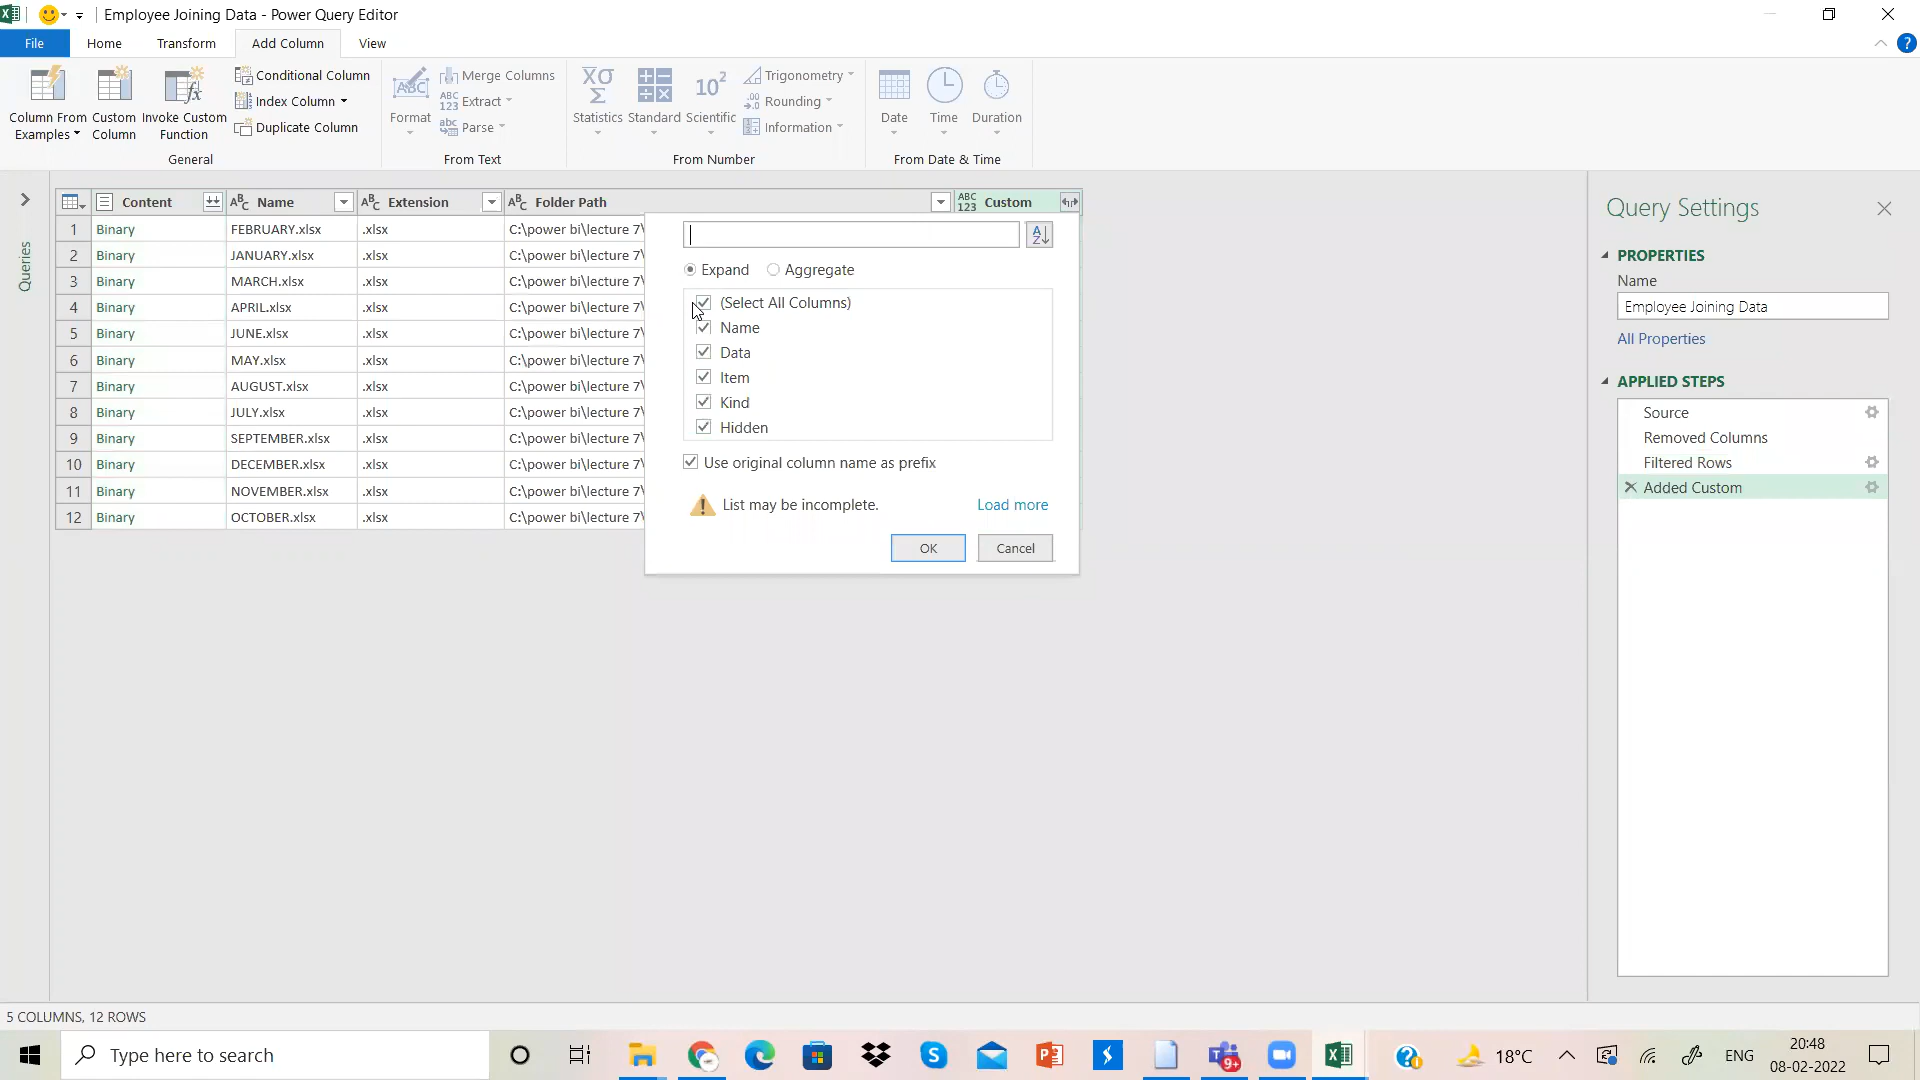 Employee Joining Data - Power Query Editor
File
Home
Transform
Add Column
View
Column From Examples
Custom Column
Invoke Custom Function
Conditional Column
Index Column
Duplicate Column
General
Format
Merge Columns
Extract
Parse
From Text
Statistics
Standard
Scientific
Trigonometry
Rounding
Information
From Number
Date
Time
Duration
From Date & Time
Queries
Content Name Extension Folder Path Custom
1 Binary FEBRUARY.xlsx .xlsx C:\power bi\lecture 7\
2 Binary JANUARY.xlsx .xlsx C:\power bi\lecture 7\
3 Binary MARCH.xlsx .xlsx C:\power bi\lecture 7\
4 Binary APRIL.xlsx .xlsx C:\power bi\lecture 7\
5 Binary JUNE.xlsx .xlsx C:\power bi\lecture 7\
6 Binary MAY.xlsx .xlsx C:\power bi\lecture 7\
7 Binary AUGUST.xlsx .xlsx C:\power bi\lecture 7\
8 Binary JULY.xlsx .xlsx C:\power bi\lecture 7\
9 Binary SEPTEMBER.xlsx .xlsx C:\power bi\lecture 7\
10 Binary DECEMBER.xlsx .xlsx C:\power bi\lecture 7\
11 Binary NOVEMBER.xlsx .xlsx C:\power bi\lecture 7\
12 Binary OCTOBER.xlsx .xlsx C:\power bi\lecture 7\
Expand Aggregate
(Select All Columns)
Name
Data
Item
Kind
Hidden
Use original column name as prefix
List may be incomplete. Load more
OK Cancel
Query Settings
PROPERTIES
Name
Employee Joining Data
All Properties
APPLIED STEPS
Source
Removed Columns
Filtered Rows
Added Custom
5 COLUMNS, 12 ROWS
Type here to search
18°C
ENG
20:48
08-02-2022